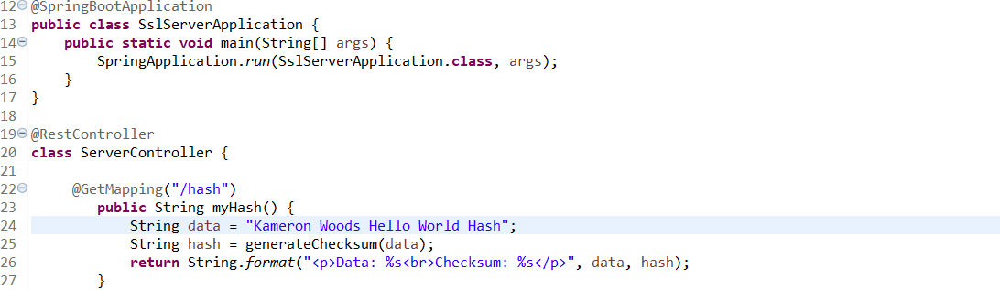 12 @SpringBootApplication
13 public class SslServerApplication {
14     public static void main(String[] args) {
15         SpringApplication.run(SslServerApplication.class, args);
16     }
17 }
18
19 @RestController
20 class ServerController {
21
22      @GetMapping("/hash")
23         public String myHash() {
24             String data = "Kameron Woods Hello World Hash";
25             String hash = generateChecksum(data);
26             return String.format("<p>Data: %s<br>Checksum: %s</p>", data, hash);
27         }